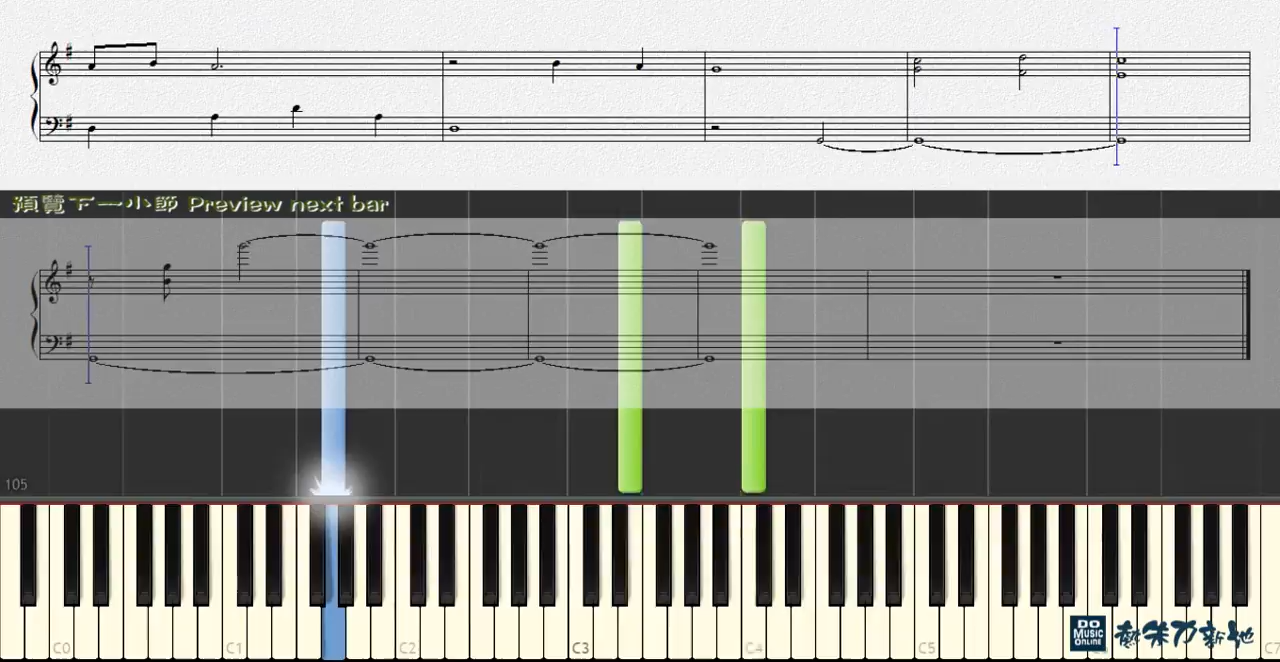 預覽下一小節 Preview next bar
105
C0 C1 C2 C3 C4 C5 C7
DO
MUSIC
ONLINE